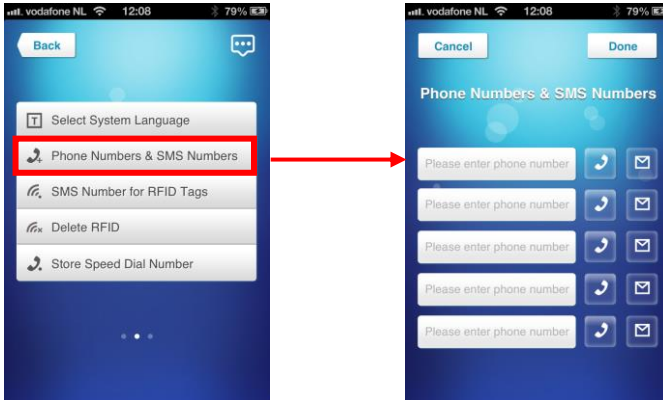 vodafone NL 12:08 79%
Back
T Select System Language
Phone Numbers & SMS Numbers
SMS Number for RFID Tags
Delete RFID
Store Speed Dial Number
vodafone NL 12:08 79%
Cancel Done
Phone Numbers & SMS Numbers
Please enter phone number
Please enter phone number
Please enter phone number
Please enter phone number
Please enter phone number